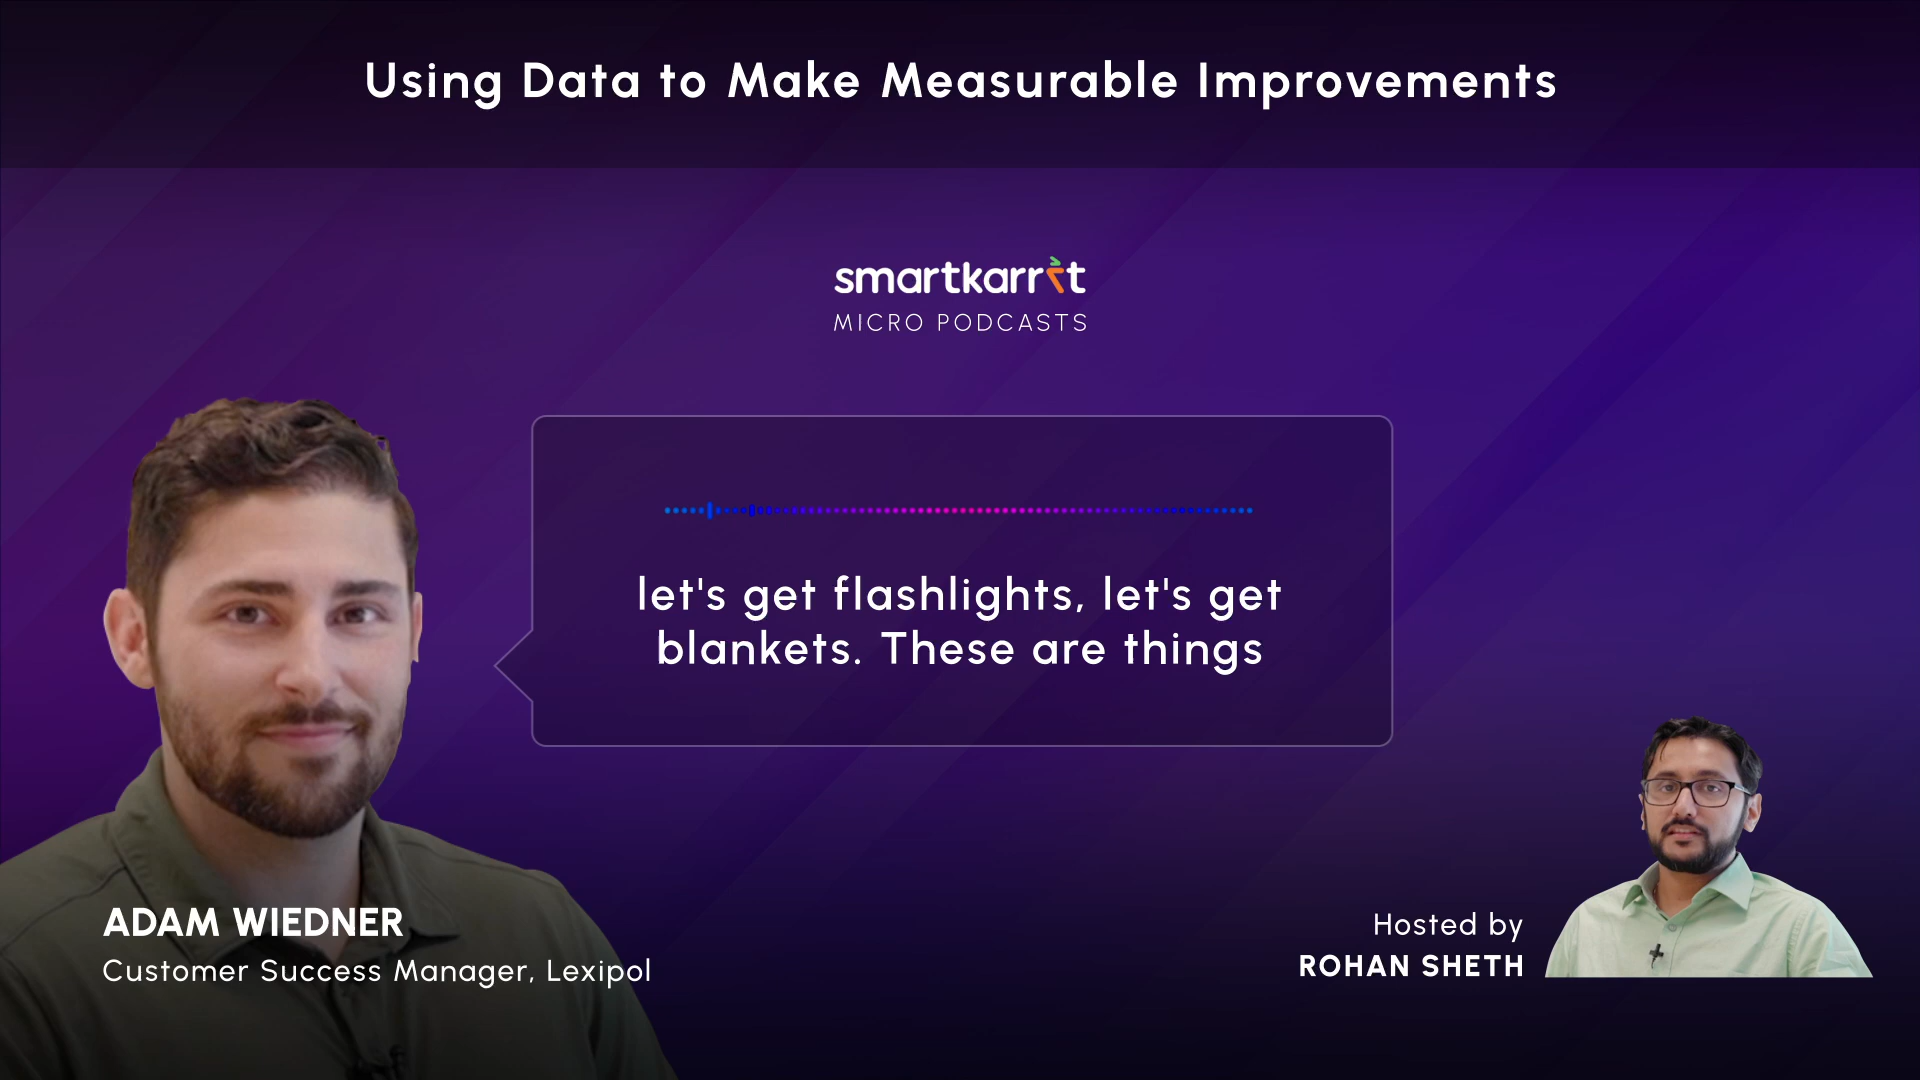 Using Data to Make Measurable Improvements
smartkarrot
MICRO PODCASTS
let's get flashlights, let's get
blankets. These are things
ADAM WIEDNER
Customer Success Manager, Lexipol
Hosted by
ROHAN SHETH